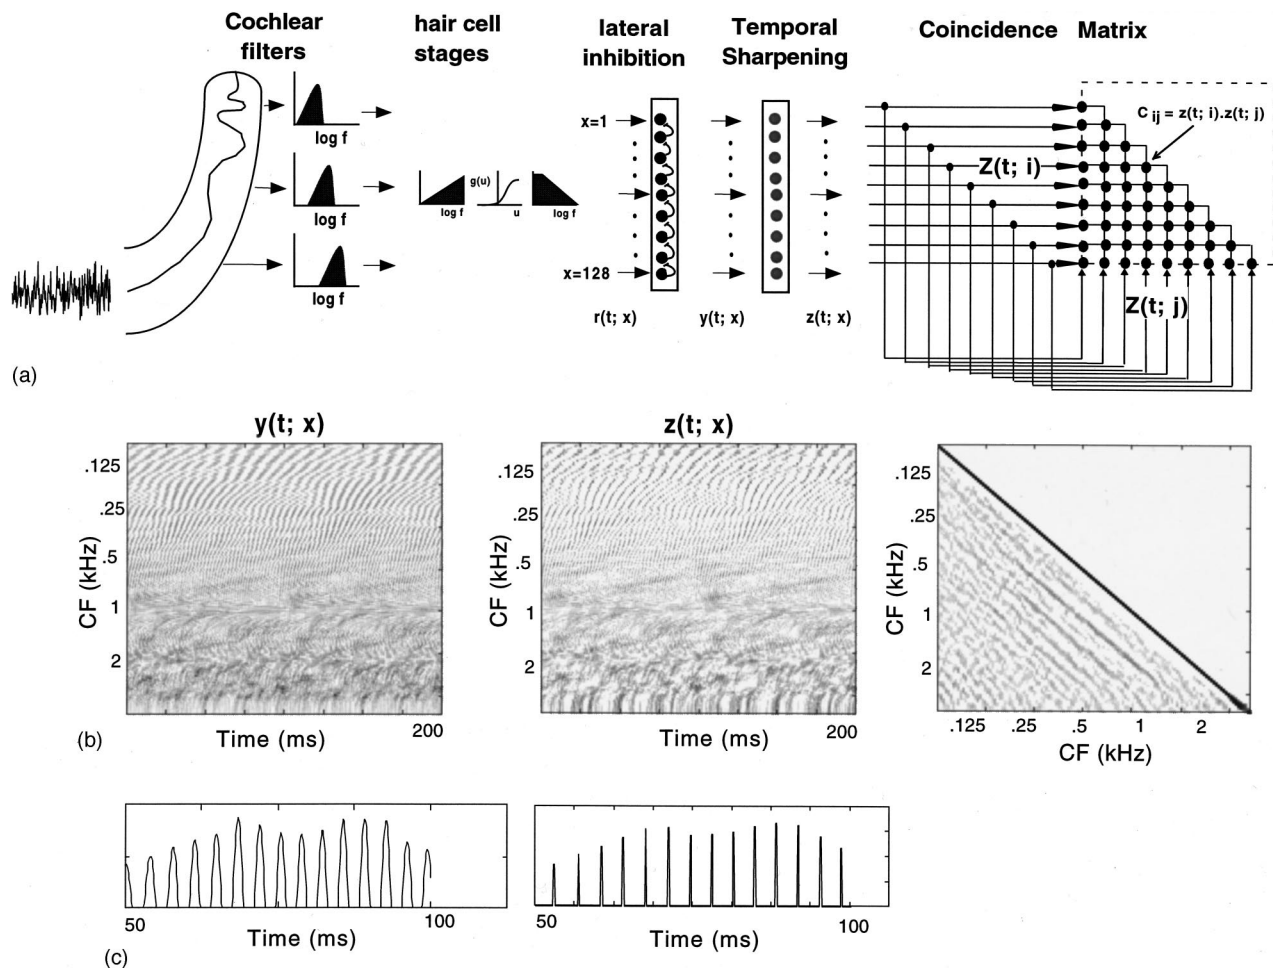 Cochlear
filters
hair cell
stages
lateral
inhibition
Temporal
Sharpening
Coincidence Matrix
log f
log f
log f
g(u)
log f
u
log f
x=1
x=128
r(t; x)
y(t; x)
z(t; x)
Z(t; i)
C ij = z(t; i).z(t; j)
Z(t; j)
(a)
y(t; x)
CF (kHz)
.125
.25
.5
1
2
200
Time (ms)
z(t; x)
CF (kHz)
.125
.25
.5
1
2
200
Time (ms)
CF (kHz)
.125
.25
.5
1
2
.125 .25 .5 1 2
CF (kHz)
(b)
50 100
Time (ms)
50 100
Time (ms)
(c)